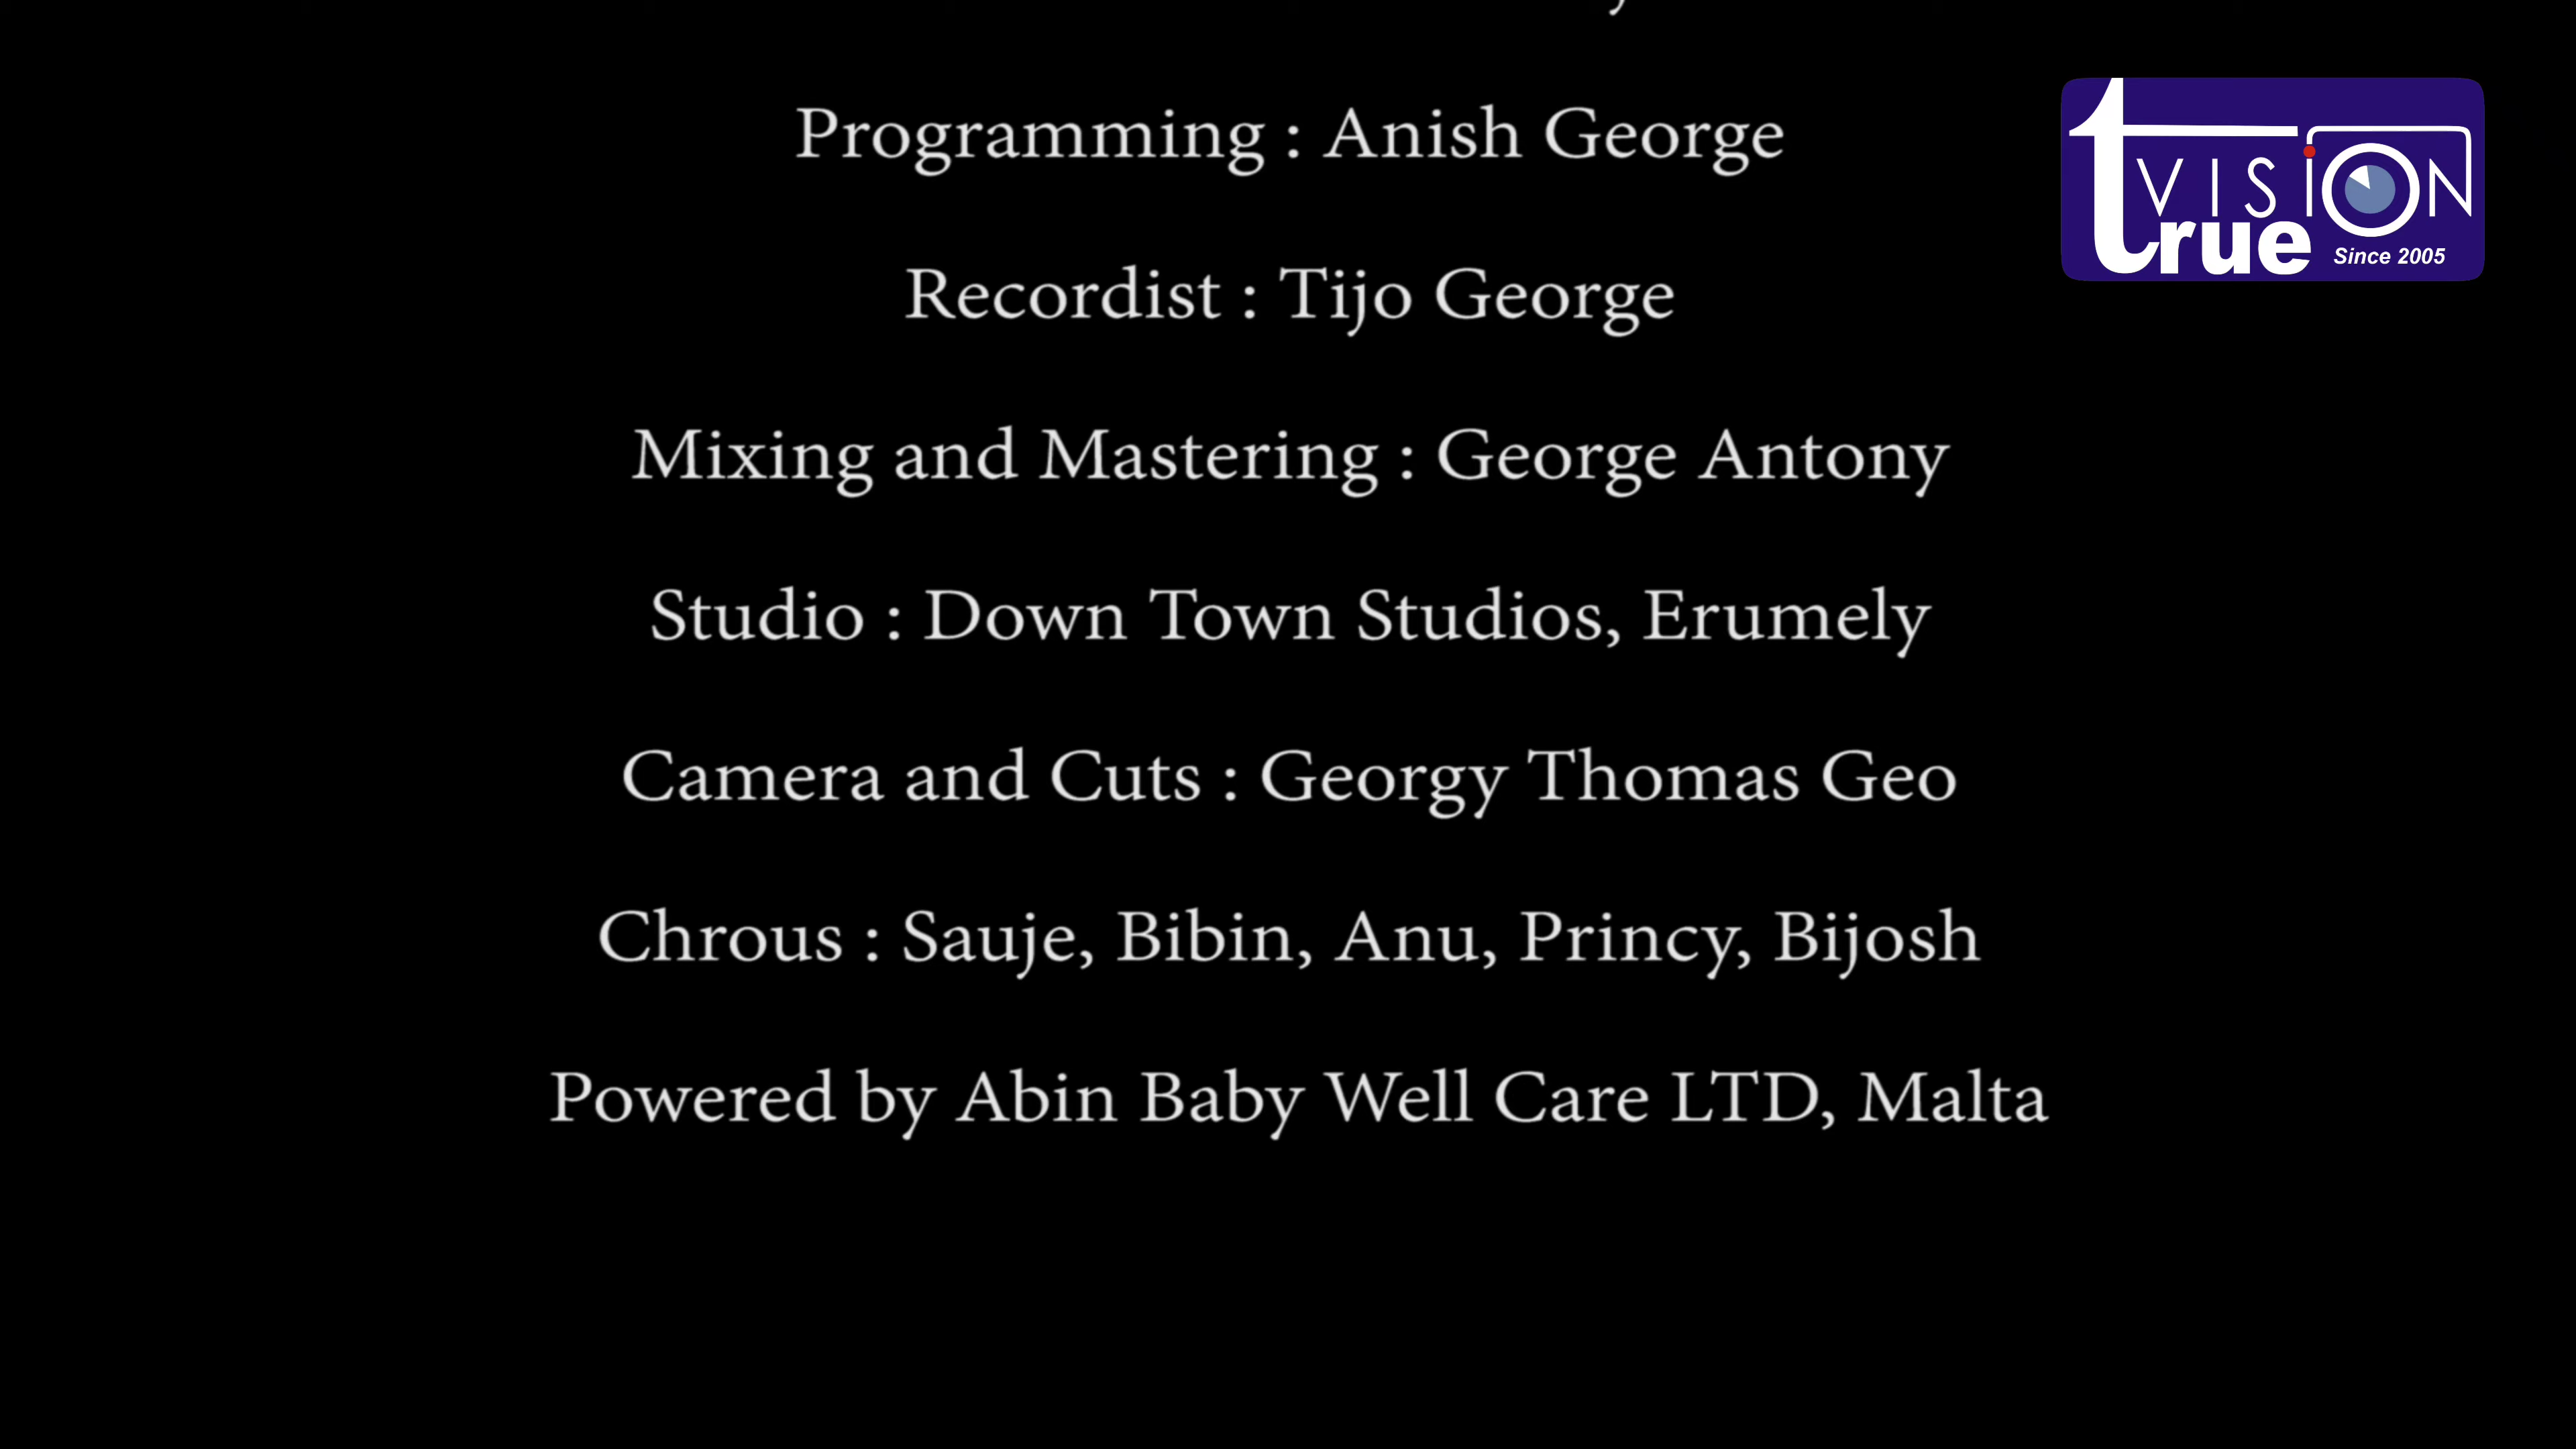 Programming : Anish George
Recordist : Tijo George
Mixing and Mastering : George Antony
Studio : Down Town Studios, Erumely
Camera and Cuts : Georgy Thomas Geo
Chrous : Sauje, Bibin, Anu, Princy, Bijosh
Powered by Abin Baby Well Care LTD, Malta
VISION
true
Since 2005